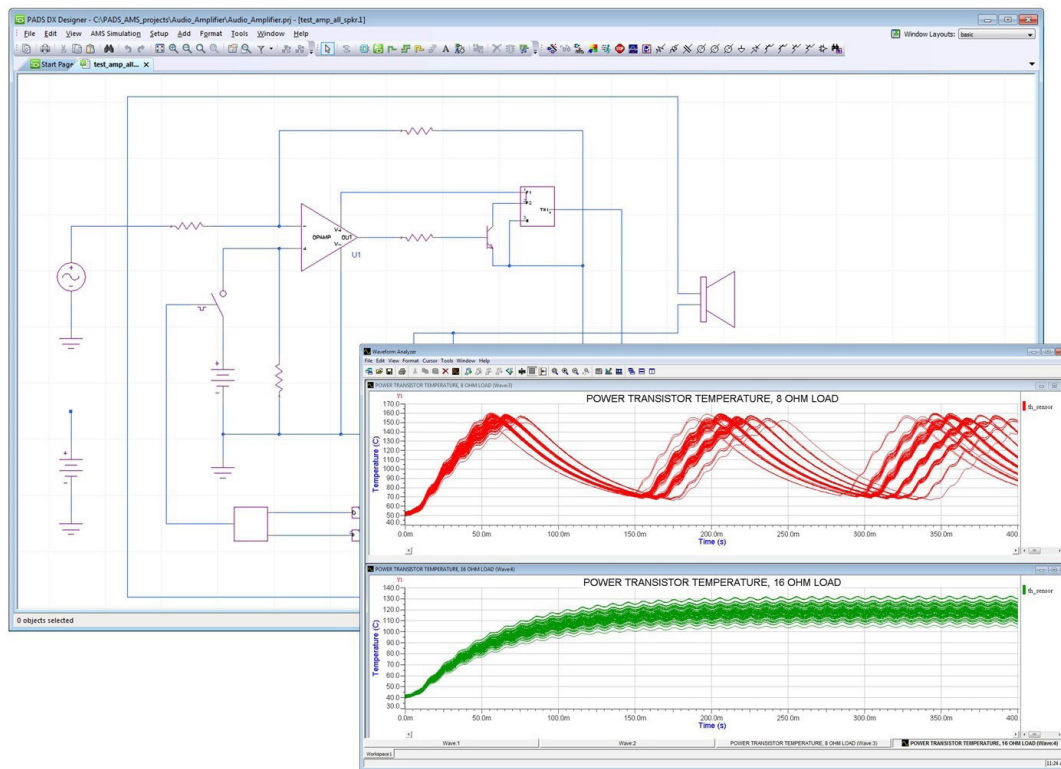 PADS DX Designer - C:\PADS_AMS_projects\Audio_Amplifier\Audio_Amplifier.prj - [test_amp_all_spkr.1]
File Edit View AMS Simulation Setup Add Format Tools Window Help
Window Layouts: basic
Start Page test_amp_all...
V+
OPAMP OUT
V-
U1
Waveform Analyzer
File Edit View Format Cursor Tools Window Help
POWER TRANSISTOR TEMPERATURE, 8 OHM LOAD (Wave:3)
Y1
POWER TRANSISTOR TEMPERATURE, 8 OHM LOAD
th_sensor
170.0
160.0
150.0
140.0
130.0
120.0
110.0
100.0
90.0
80.0
70.0
60.0
50.0
40.0
Temperature (C)
0.0m 50.0m 100.0m 150.0m 200.0m 250.0m 300.0m 350.0m 400
Time (s)
POWER TRANSISTOR TEMPERATURE, 16 OHM LOAD (Wave:4)
Y1
POWER TRANSISTOR TEMPERATURE, 16 OHM LOAD
th_sensor
140.0
130.0
120.0
110.0
100.0
90.0
80.0
70.0
60.0
50.0
40.0
30.0
Temperature (C)
0.0m 50.0m 100.0m 150.0m 200.0m 250.0m 300.0m 350.0m 400
Time (s)
Wave:1 Wave:2 POWER TRANSISTOR TEMPERATURE, 8 OHM LOAD (Wave:3) POWER TRANSISTOR TEMPERATURE, 16 OHM LOAD (Wave:4)
Workspace1
11:24
0 objects selected